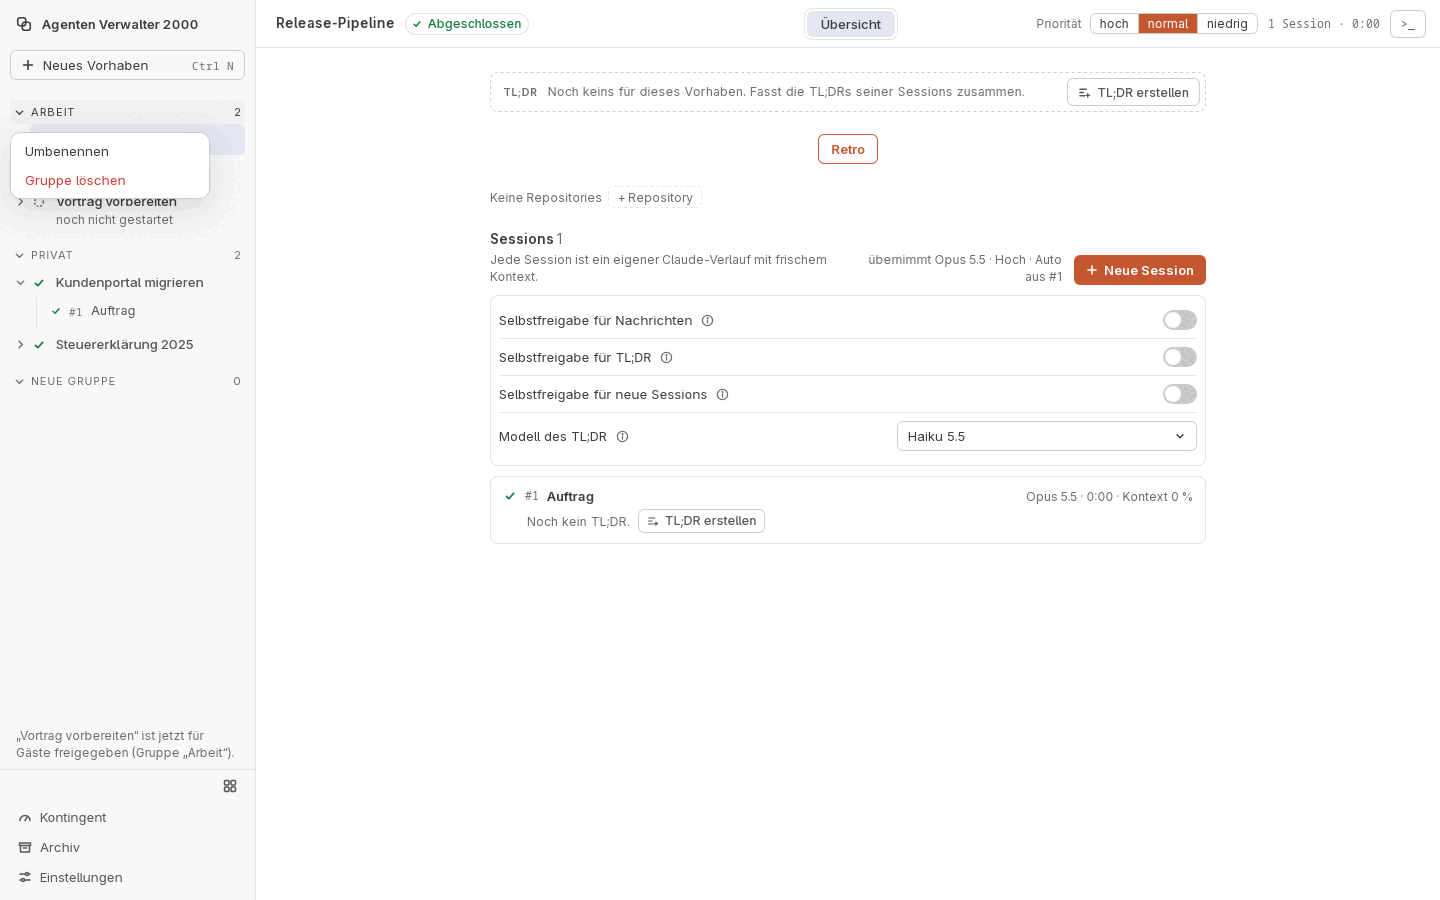 Agenten Verwalter 2000
Neues Vorhaben
Ctrl N
ARBEIT
2
Umbenennen
Gruppe löschen
Vortrag vorbereiten
noch nicht gestartet
PRIVAT
2
Kundenportal migrieren
#1 Auftrag
Steuererklärung 2025
NEUE GRUPPE
0
„Vortrag vorbereiten“ ist jetzt für
Gäste freigegeben (Gruppe „Arbeit“).
Kontingent
Archiv
Einstellungen
Release-Pipeline
Abgeschlossen
Übersicht
Priorität
hoch
normal
niedrig
1 Session · 0:00
>_
TL;DR Noch keins für dieses Vorhaben. Fasst die TL;DRs seiner Sessions zusammen.
TL;DR erstellen
Retro
Keine Repositories
+ Repository
Sessions 1
Jede Session ist ein eigener Claude-Verlauf mit frischem
Kontext.
übernimmt Opus 5.5 · Hoch · Auto
aus #1
Neue Session
Selbstfreigabe für Nachrichten
Selbstfreigabe für TL;DR
Selbstfreigabe für neue Sessions
Modell des TL;DR
Haiku 5.5
#1 Auftrag
Opus 5.5 · 0:00 · Kontext 0 %
Noch kein TL;DR.
TL;DR erstellen